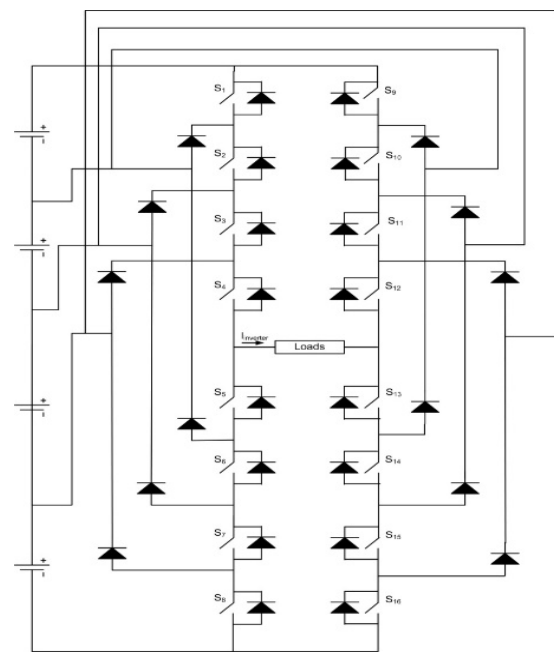 S1
S9
S2
S10
S3
S11
S4
S12
Iinverter
Loads
S5
S13
S6
S14
S7
S15
S8
S16
+
+
+
+